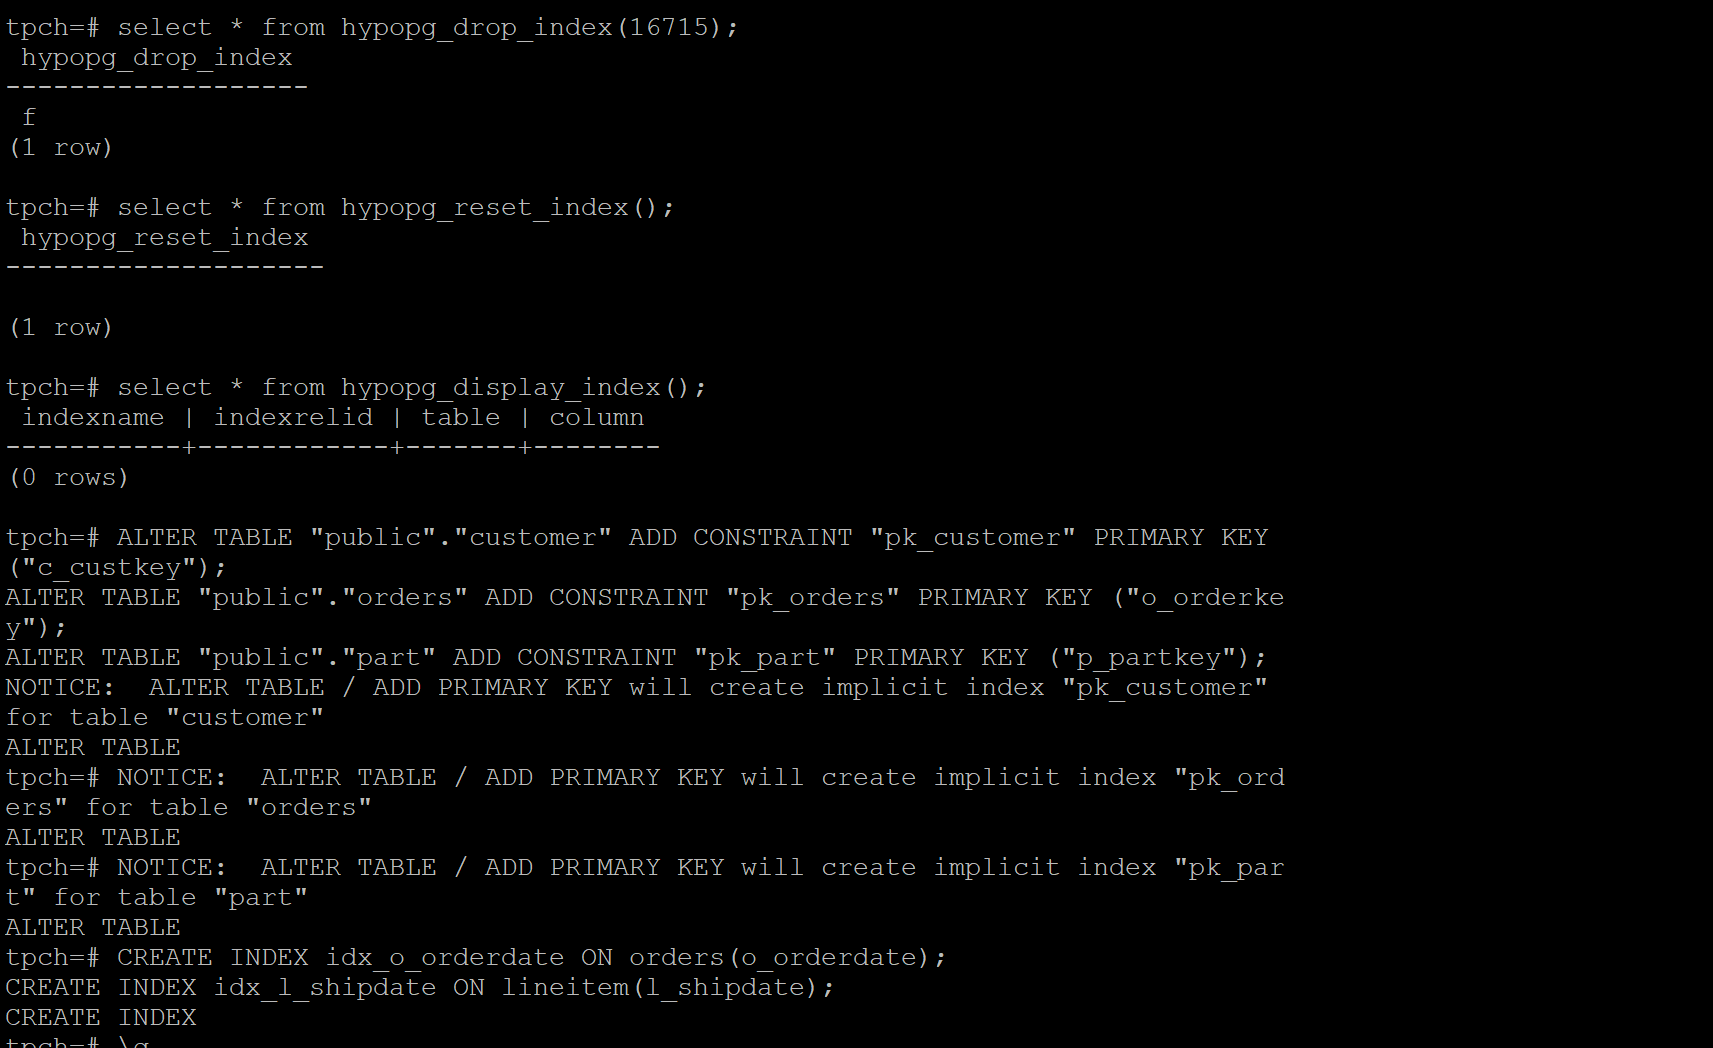 tpch=# select * from hypopg_drop_index(16715);
 hypopg_drop_index
-------------------
 f
(1 row)

tpch=# select * from hypopg_reset_index();
 hypopg_reset_index
--------------------

(1 row)

tpch=# select * from hypopg_display_index();
 indexname | indexrelid | table | column
-----------+------------+-------+--------
(0 rows)

tpch=# ALTER TABLE "public"."customer" ADD CONSTRAINT "pk_customer" PRIMARY KEY
("c_custkey");
ALTER TABLE "public"."orders" ADD CONSTRAINT "pk_orders" PRIMARY KEY ("o_orderke
y");
ALTER TABLE "public"."part" ADD CONSTRAINT "pk_part" PRIMARY KEY ("p_partkey");
NOTICE:  ALTER TABLE / ADD PRIMARY KEY will create implicit index "pk_customer"
for table "customer"
ALTER TABLE
tpch=# NOTICE:  ALTER TABLE / ADD PRIMARY KEY will create implicit index "pk_ord
ers" for table "orders"
ALTER TABLE
tpch=# NOTICE:  ALTER TABLE / ADD PRIMARY KEY will create implicit index "pk_par
t" for table "part"
ALTER TABLE
tpch=# CREATE INDEX idx_o_orderdate ON orders(o_orderdate);
CREATE INDEX idx_l_shipdate ON lineitem(l_shipdate);
CREATE INDEX
tpch=#